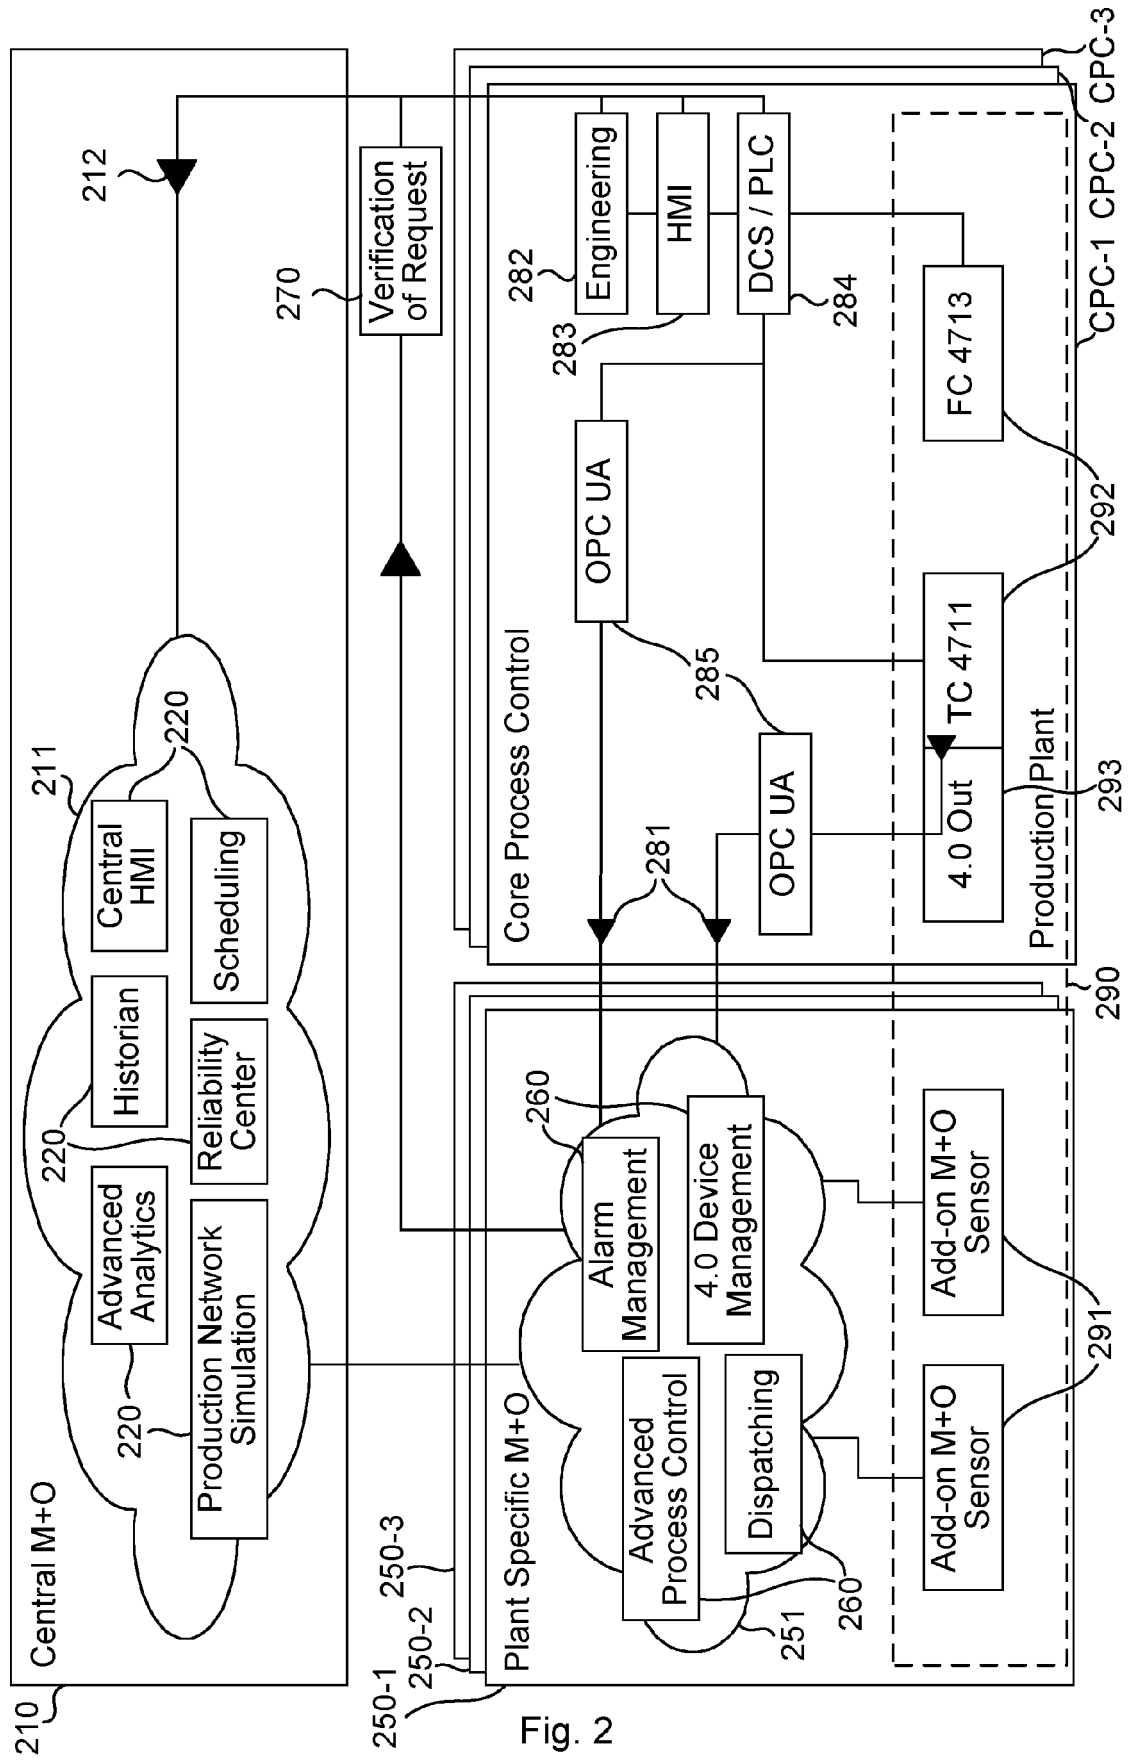 210
Central M+O
211
212
Advanced
Analytics
Historian
Central
HMI
220
220
220
Production Network
Simulation
Reliability
Center
Scheduling
270
Verification
of Request
250-1
250-2
250-3
Plant Specific M+O
251
260
260
Alarm
Management
4.0 Device
Management
Advanced
Process Control
Dispatching
Add-on M+O
Sensor
Add-on M+O
Sensor
291
290
Core Process Control
281
285
OPC UA
OPC UA
282
Engineering
283
HMI
284
DCS / PLC
4.0 Out
TC 4711
FC 4713
Production Plant
293
292
CPC-1
CPC-2
CPC-3
Fig. 2